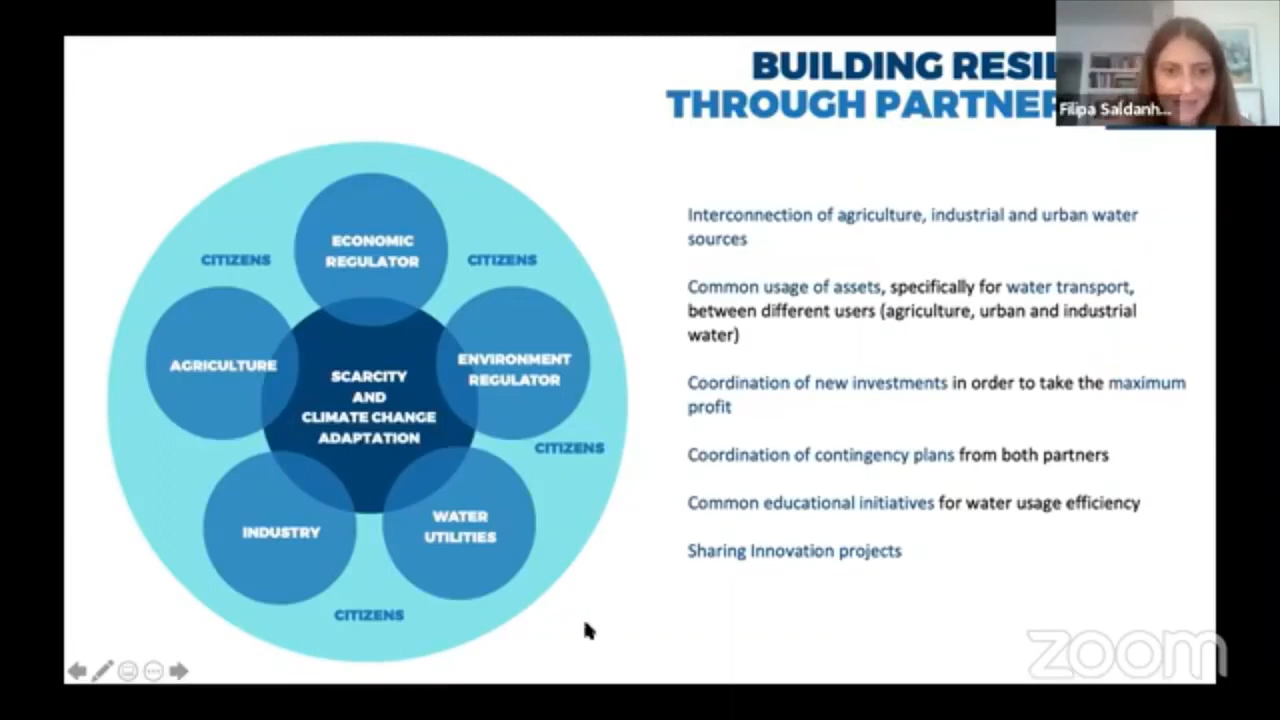 BUILDING RESIL
THROUGH PARTNER
Filipa Saldanh...
ECONOMIC
REGULATOR
CITIZENS
CITIZENS
AGRICULTURE
ENVIRONMENT
REGULATOR
SCARCITY
AND
CLIMATE CHANGE
ADAPTATION
CITIZENS
INDUSTRY
WATER
UTILITIES
CITIZENS
Interconnection of agriculture, industrial and urban water
sources
Common usage of assets, specifically for water transport,
between different users (agriculture, urban and industrial
water)
Coordination of new investments in order to take the maximum
profit
Coordination of contingency plans from both partners
Common educational initiatives for water usage efficiency
Sharing Innovation projects
zoom